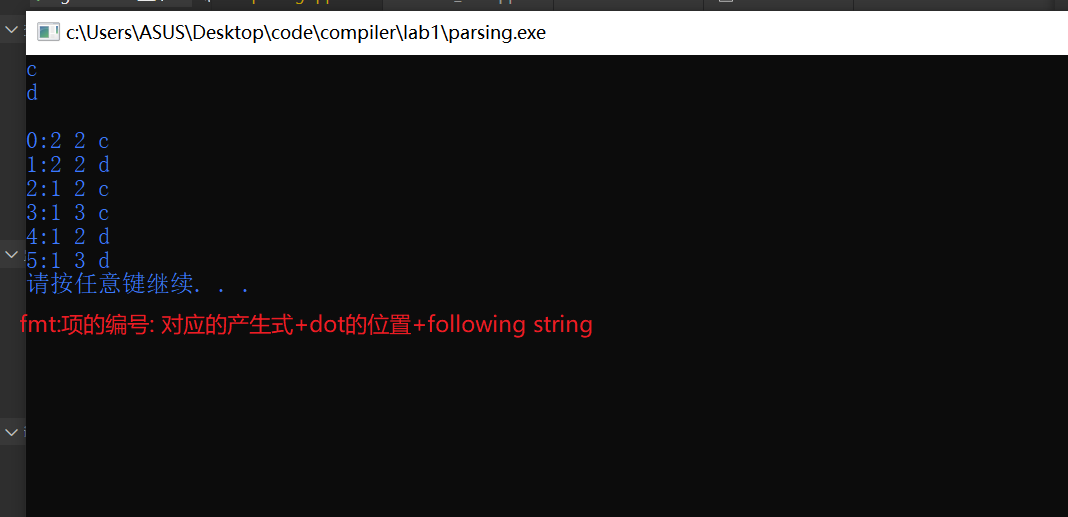 c:\Users\ASUS\Desktop\code\compiler\lab1\parsing.exe
c
d
0:2 2 c
1:2 2 d
2:1 2 c
3:1 3 c
4:1 2 d
5:1 3 d
请按任意键继续. . .
fmt:项的编号: 对应的产生式+dot的位置+following string